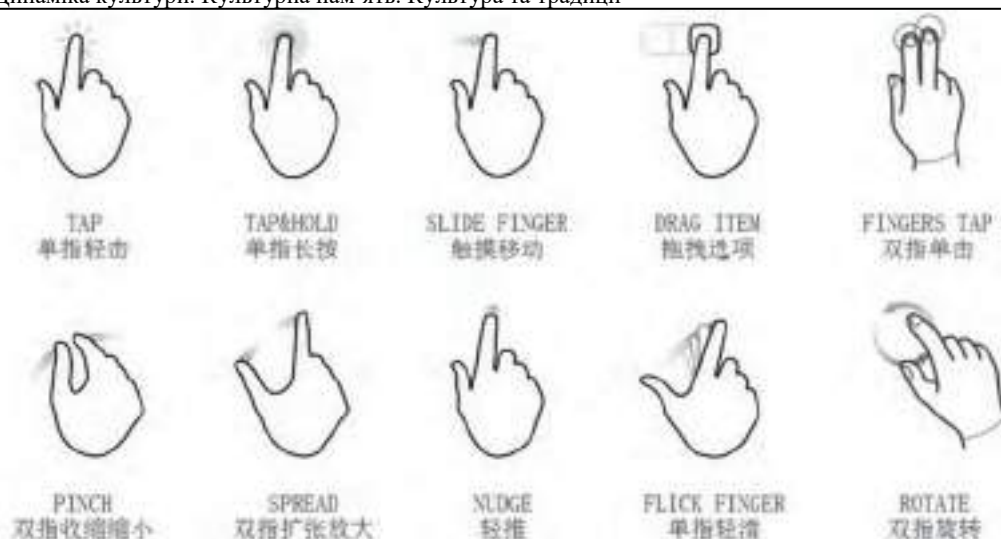 Динаміка культури. Культурна пам'ять. Культура та традиції
TAP
单指轻击
TAP&HOLD
单指长按
SLIDE FINGER
触摸移动
DRAG ITEM
拖拽选项
FINGERS TAP
双指单击
PINCH
双指收缩缩小
SPREAD
双指扩张放大
NUDGE
轻推
FLICK FINGER
单指轻滑
ROTATE
双指旋转